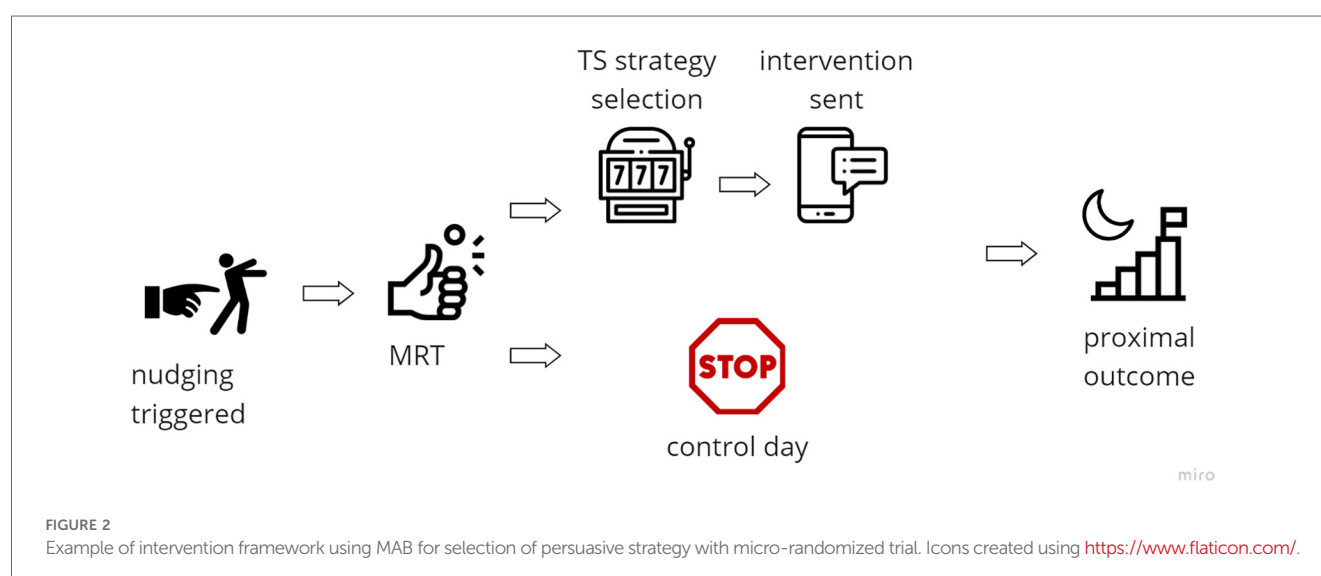 TS strategy
selection
intervention
sent
777
nudging
triggered
MRT
STOP
control day
proximal
outcome
miro
FIGURE 2
Example of intervention framework using MAB for selection of persuasive strategy with micro-randomized trial. Icons created using https://www.flaticon.com/.